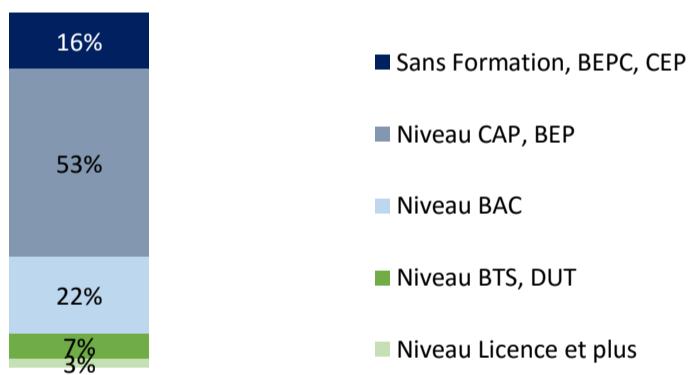 16%
53%
22%
7%
3%
Sans Formation, BEPC, CEP
Niveau CAP, BEP
Niveau BAC
Niveau BTS, DUT
Niveau Licence et plus